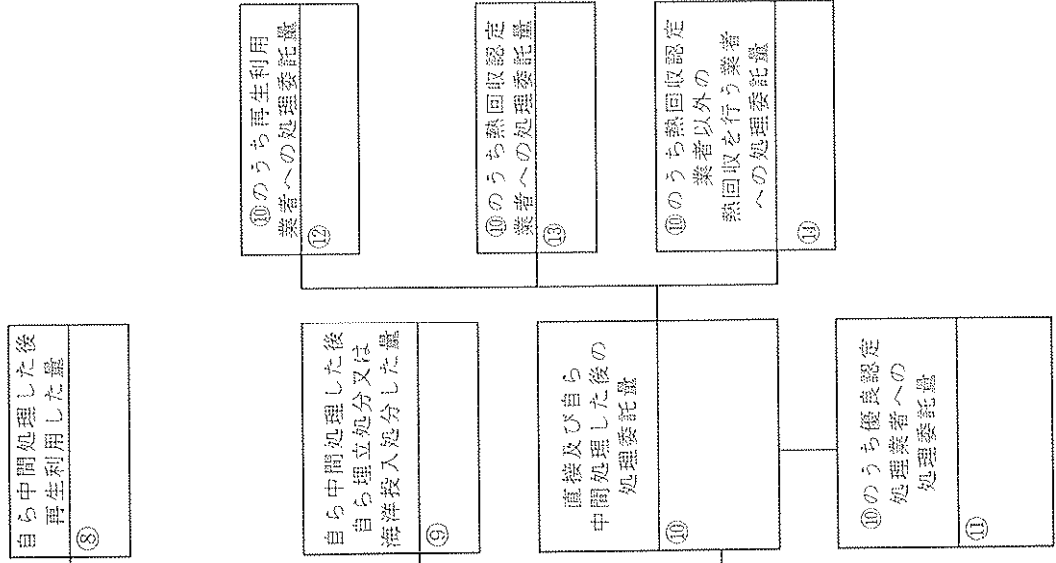 自ら中間処理した後
再生利用した量
⑧
自ら中間処理した後
自ら埋立処分又は
海洋投入処分した量
⑨
直接及び自ら
中間処理した後の
処理委託量
⑩
⑩のうち優良認定
処理業者への
処理委託量
⑪
⑩のうち再生利用
業者への処理委託量
⑫
⑩のうち熱回収認定
業者への処理委託量
⑬
⑩のうち熱回収認定
業者以外の
熱回収を行う業者
への処理委託量
⑭